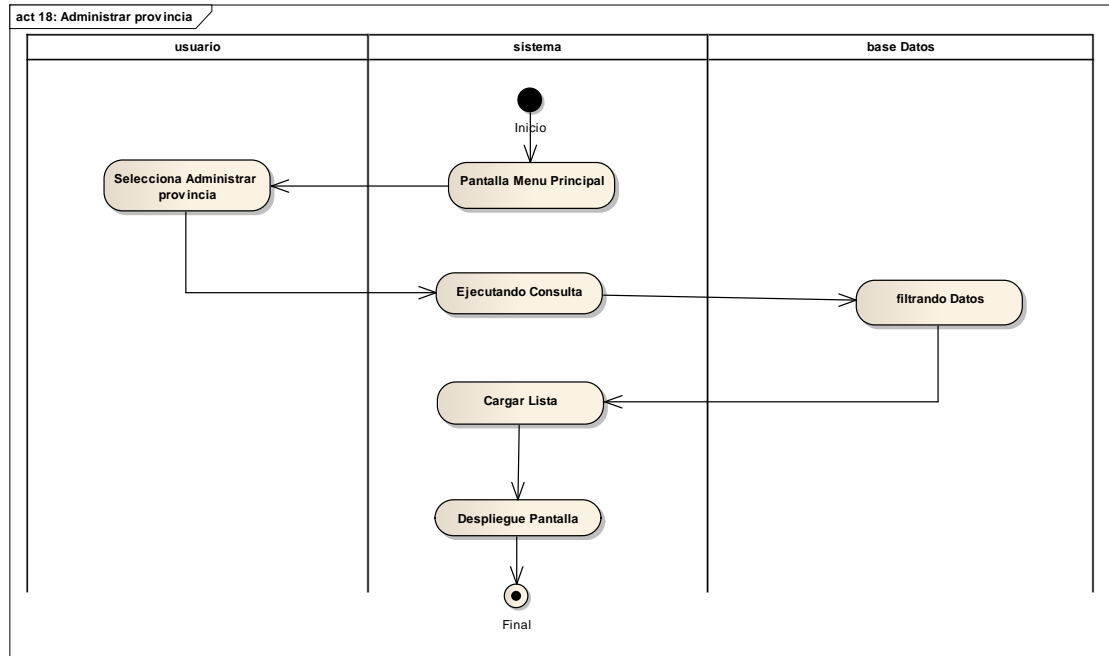 act 18: Administrar provincia
usuario
sistema
base Datos
Inicio
Selecciona Administrar
provincia
Pantalla Menu Principal
Ejecutando Consulta
filtrando Datos
Cargar Lista
Despliegue Pantalla
Final